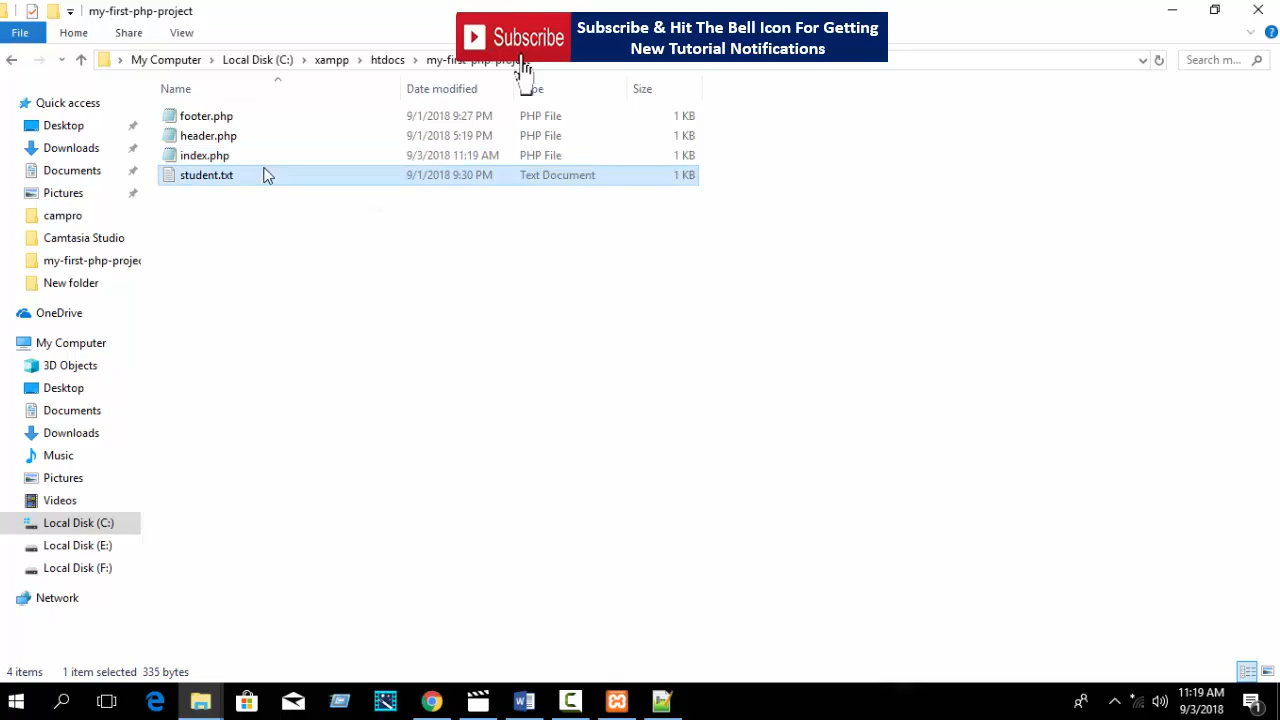 my-first-php-project
File Home Share View
Subscribe Subscribe & Hit The Bell Icon For Getting
New Tutorial Notifications
My Computer Local Disk (C:) xampp htdocs my-first-php-proje
Search m...
Name Date modified Size
footer.php 9/1/2018 9:27 PM PHP File 1 KB
header.php 9/1/2018 5:19 PM PHP File 1 KB
index.php 9/3/2018 11:19 AM PHP File 1 KB
student.txt 9/1/2018 9:30 PM Text Document 1 KB
Quick access
Desktop
Downloads
Documents
Pictures
campro
Camtasia Studio
my-first-php-projec
New folder
OneDrive
My Computer
3D Objects
Desktop
Documents
Downloads
Music
Pictures
Videos
Local Disk (C:)
Local Disk (E:)
Local Disk (F:)
Network
4 items 1 item selected 335 bytes
11:19 AM
9/3/2018